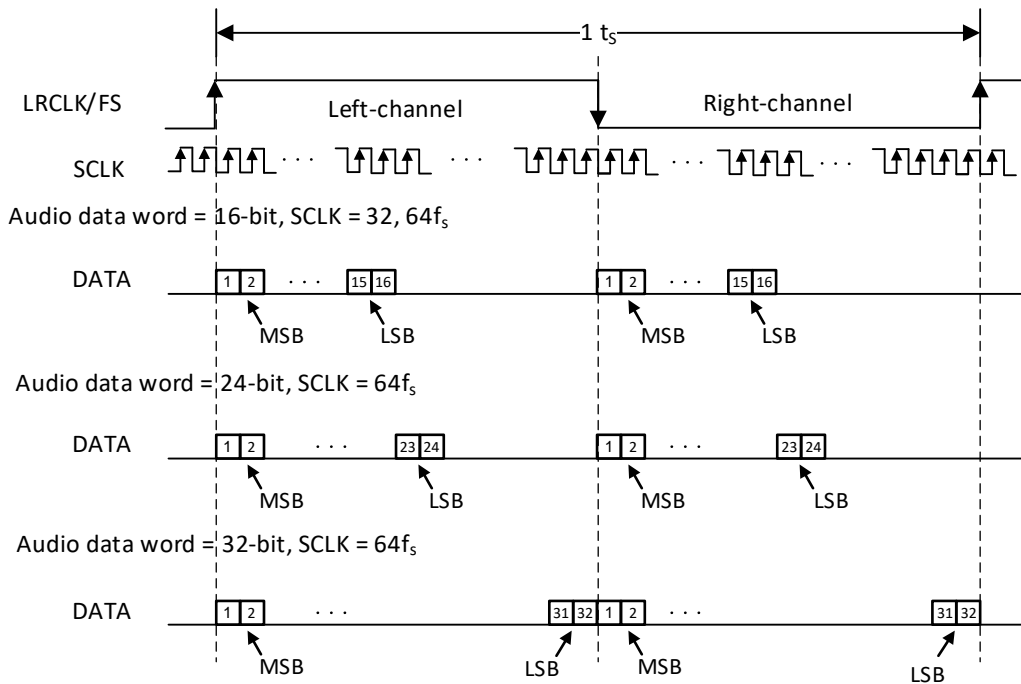 1 tS
LRCLK/FS Left-channel Right-channel
SCLK . . . . . . . . . . . .
Audio data word = 16-bit, SCLK = 32, 64fs
DATA 1 2 . . . 15 16 1 2 . . . 15 16
MSB LSB MSB LSB
Audio data word = 24-bit, SCLK = 64fs
DATA 1 2 . . . 23 24 1 2 . . . 23 24
MSB LSB MSB LSB
Audio data word = 32-bit, SCLK = 64fs
DATA 1 2 . . . 31 32 1 2 . . . 31 32
MSB LSB MSB LSB